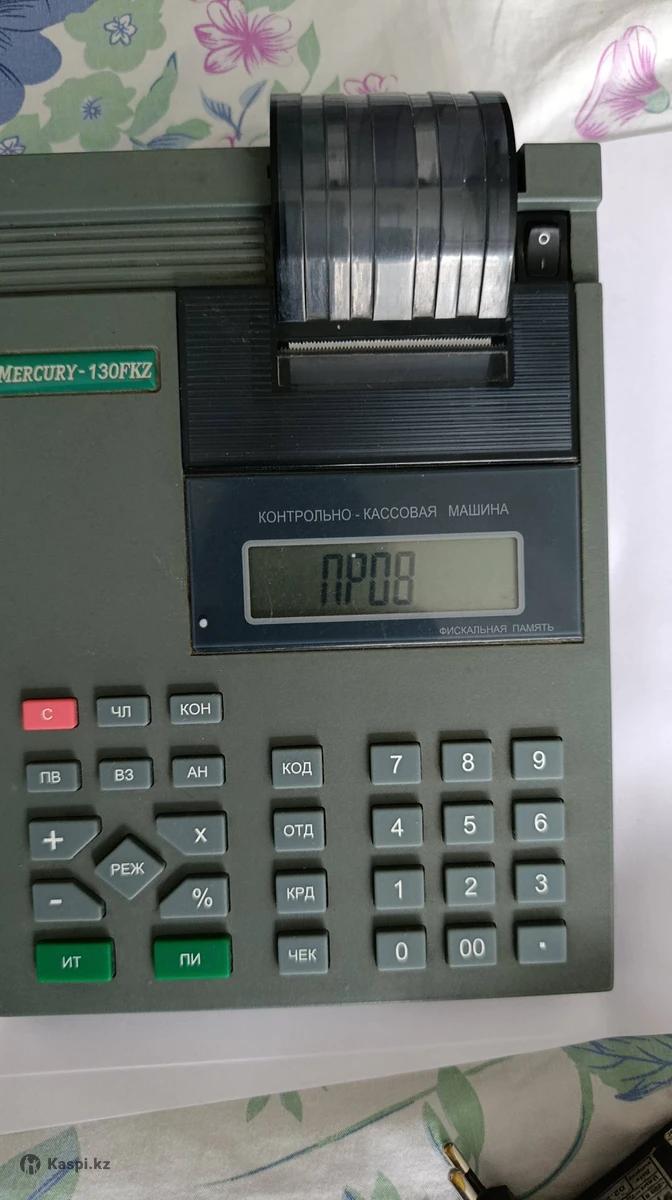 MERCURY-130FKZ
КОНТРОЛЬНО - КАССОВАЯ МАШИНА
ПРОВ
ФИСКАЛЬНАЯ ПАМЯТЬ
С ЧЛ КОН
ПВ ВЗ АН КОД 7 8 9
+ X ОТД 4 5 6
РЕЖ
- % КРД 1 2 3
ИТ ПИ ЧЕК 0 00 .
Kaspi.kz